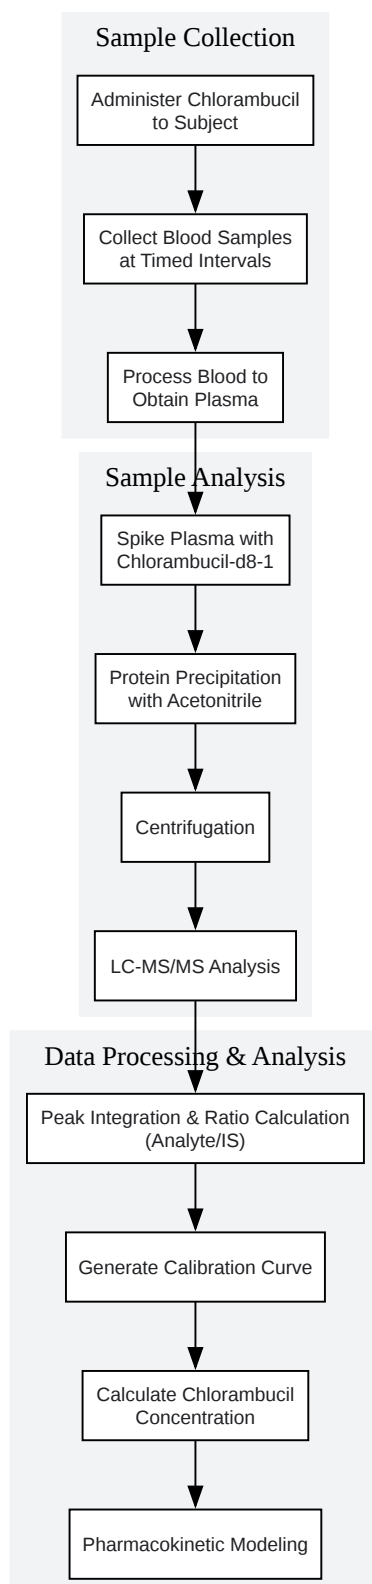 Sample Collection
Administer Chlorambucil
to Subject
Collect Blood Samples
at Timed Intervals
Process Blood to
Obtain Plasma
Sample Analysis
Spike Plasma with
Chlorambucil-d8-1
Protein Precipitation
with Acetonitrile
Centrifugation
LC-MS/MS Analysis
Data Processing & Analysis
Peak Integration & Ratio Calculation
(Analyte/IS)
Generate Calibration Curve
Calculate Chlorambucil
Concentration
Pharmacokinetic Modeling